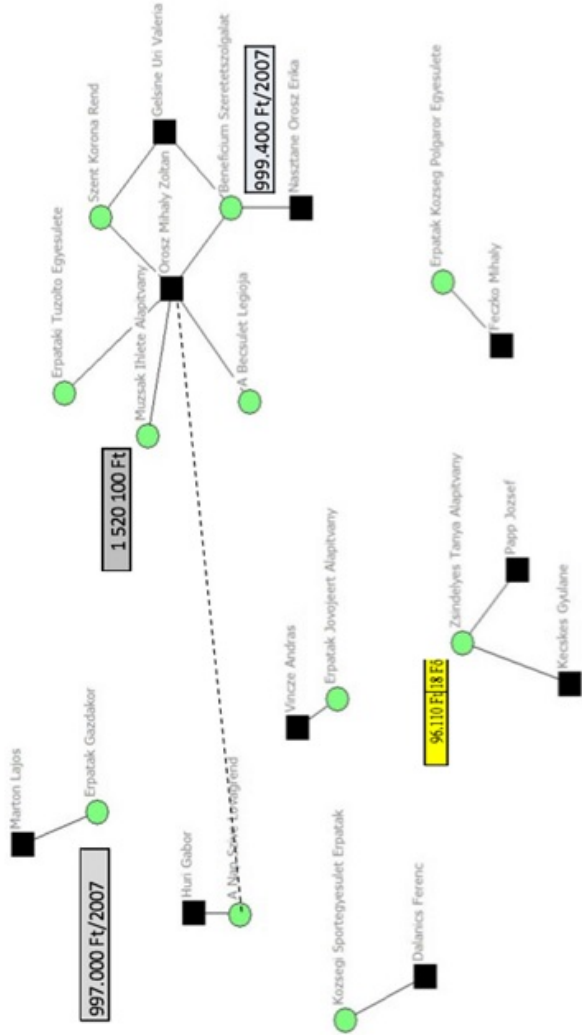 Marton Lajos
Erpatak Gazdakor
997.000 Ft/2007
Huri Gabor
A Nap Szive Lovagrend
Kozsegi Sportegyesulet Erpatak
Dalanics Ferenc
Vincze Andras
Erpatak Jovojeert Alapitvany
96.110 Ft 18 Fő
Zsindelyes Tanya Alapitvany
Papp Jozsef
Kecskes Gyulane
Erpataki Tuzolto Egyesulete
Muzsak Ihlete Alapitvany
1 520 100 Ft
A Becsulet Legioja
Orosz Mihaly Zoltan
Szent Korona Rend
Gelsine Uri Valeria
Beneficium Szeretetszolgalat
999.400 Ft/2007
Nasztane Orosz Erika
Erpatak Kozseg Polgaror Egyesulete
Feczko Mihaly